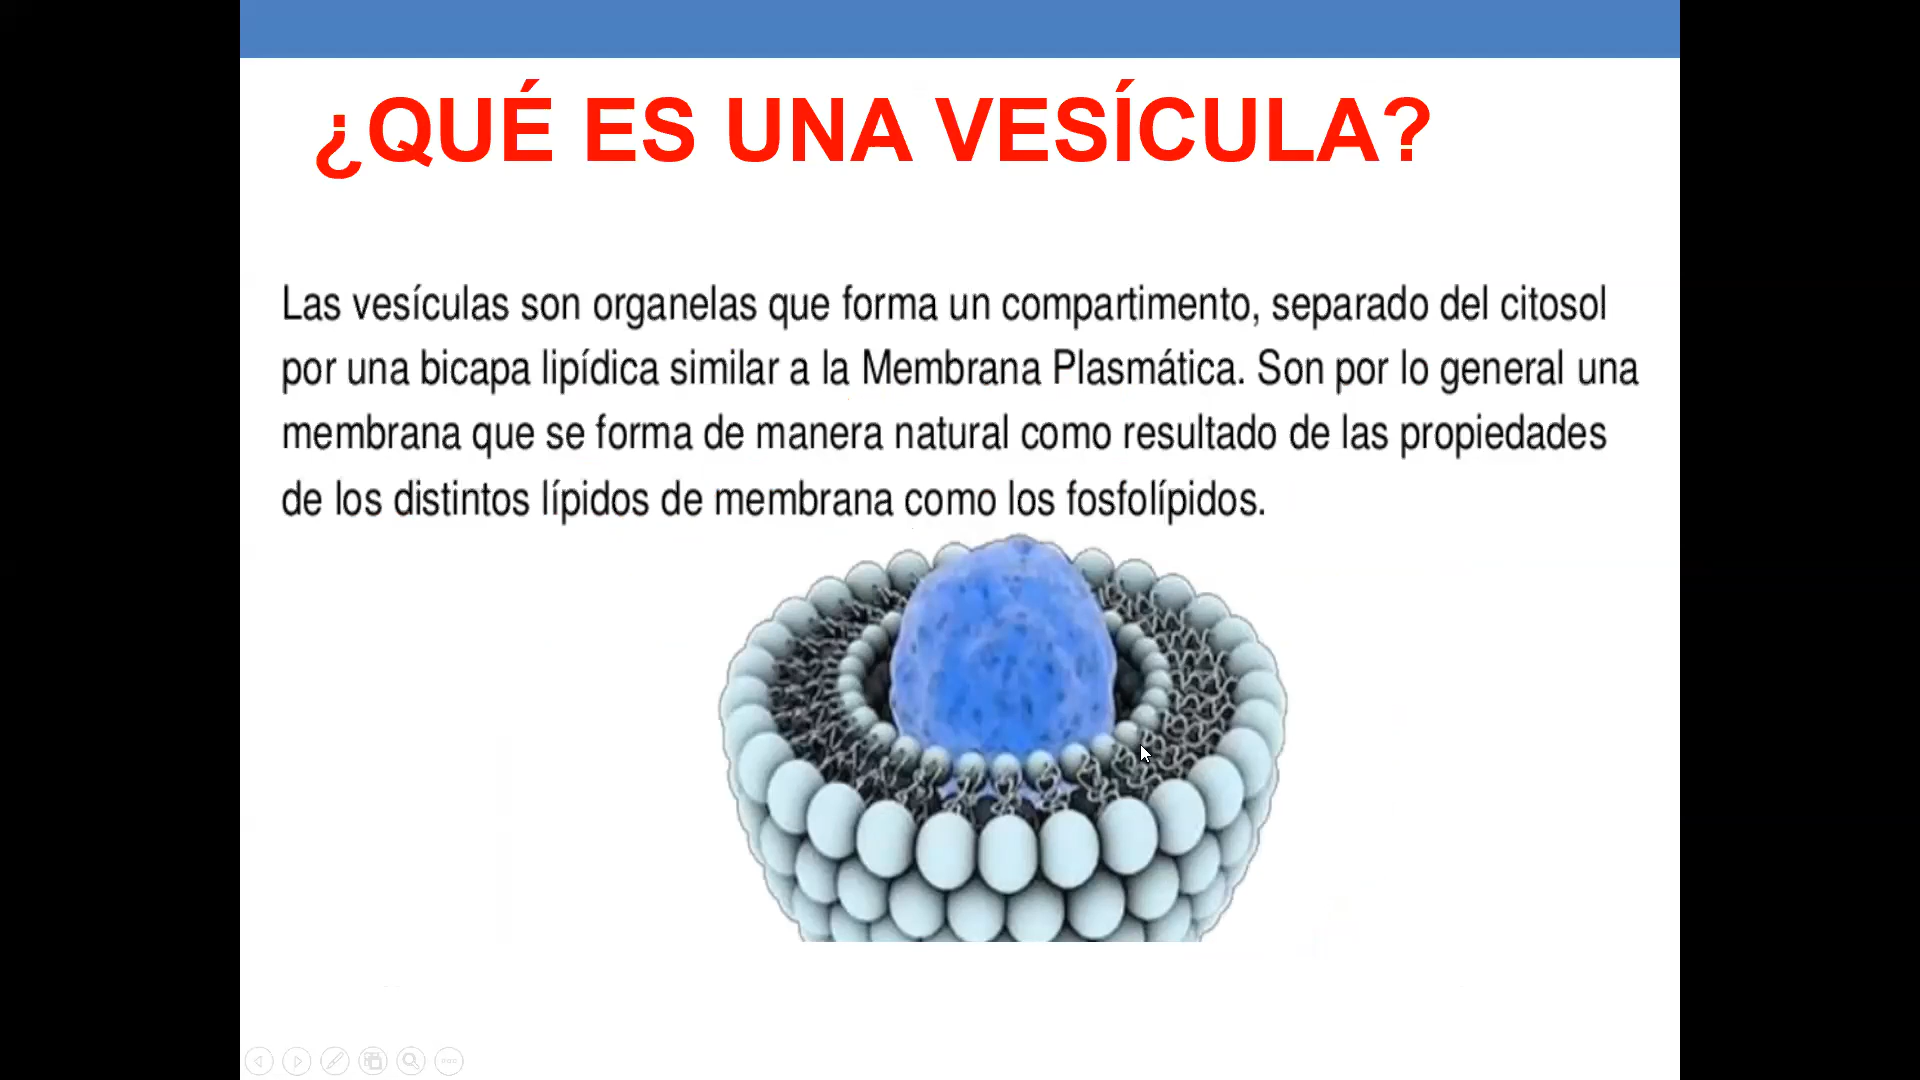 ¿QUÉ ES UNA VESÍCULA?
Las vesículas son organelas que forma un compartimento, separado del citosol
por una bicapa lipídica similar a la Membrana Plasmática. Son por lo general una
membrana que se forma de manera natural como resultado de las propiedades
de los distintos lípidos de membrana como los fosfolípidos.